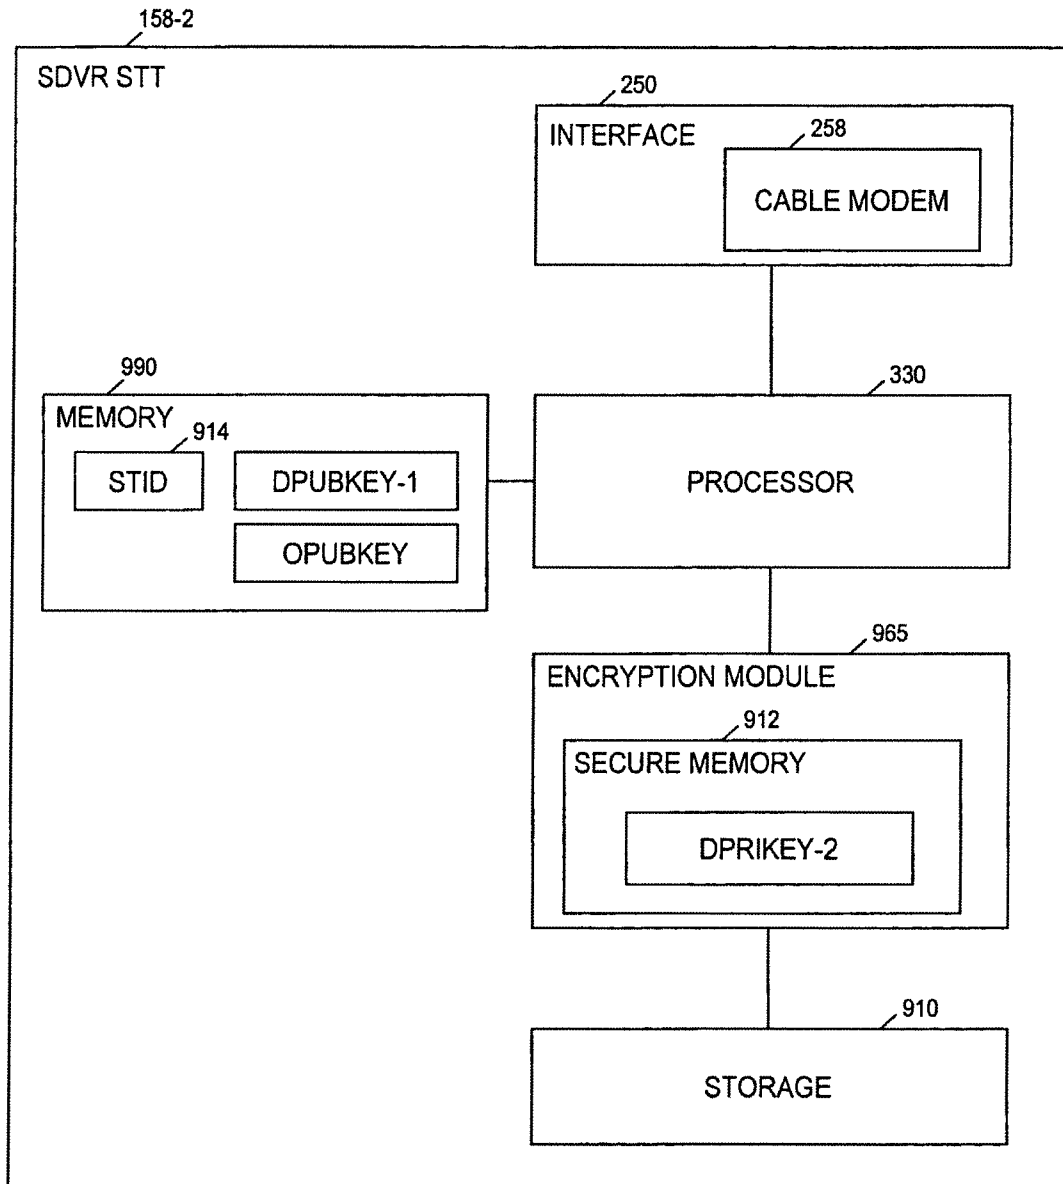 158-2
SDVR STT
250
INTERFACE
258
CABLE MODEM
990
MEMORY
914
STID
DPUBKEY-1
OPUBKEY
330
PROCESSOR
965
ENCRYPTION MODULE
912
SECURE MEMORY
DPRIKEY-2
910
STORAGE